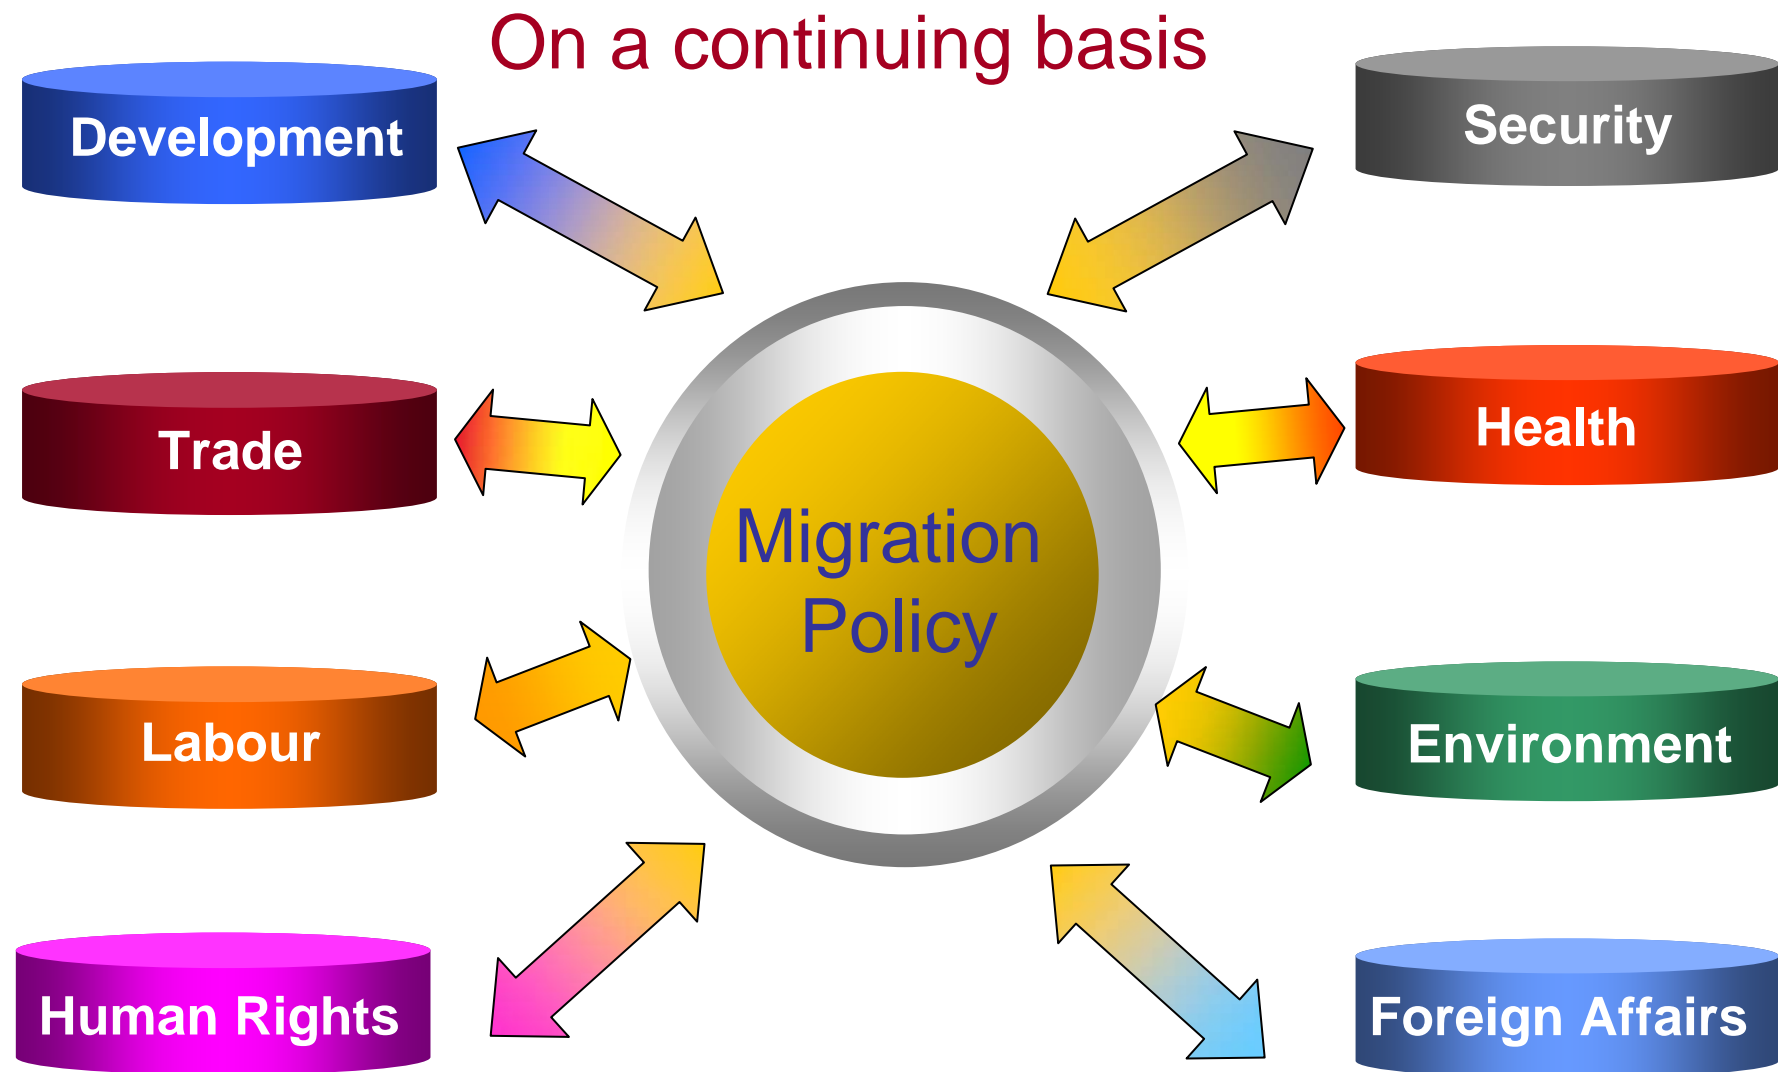 On a continuing basis
Development
Security
Trade
Health
Migration
Policy
Labour
Environment
Human Rights
Foreign Affairs